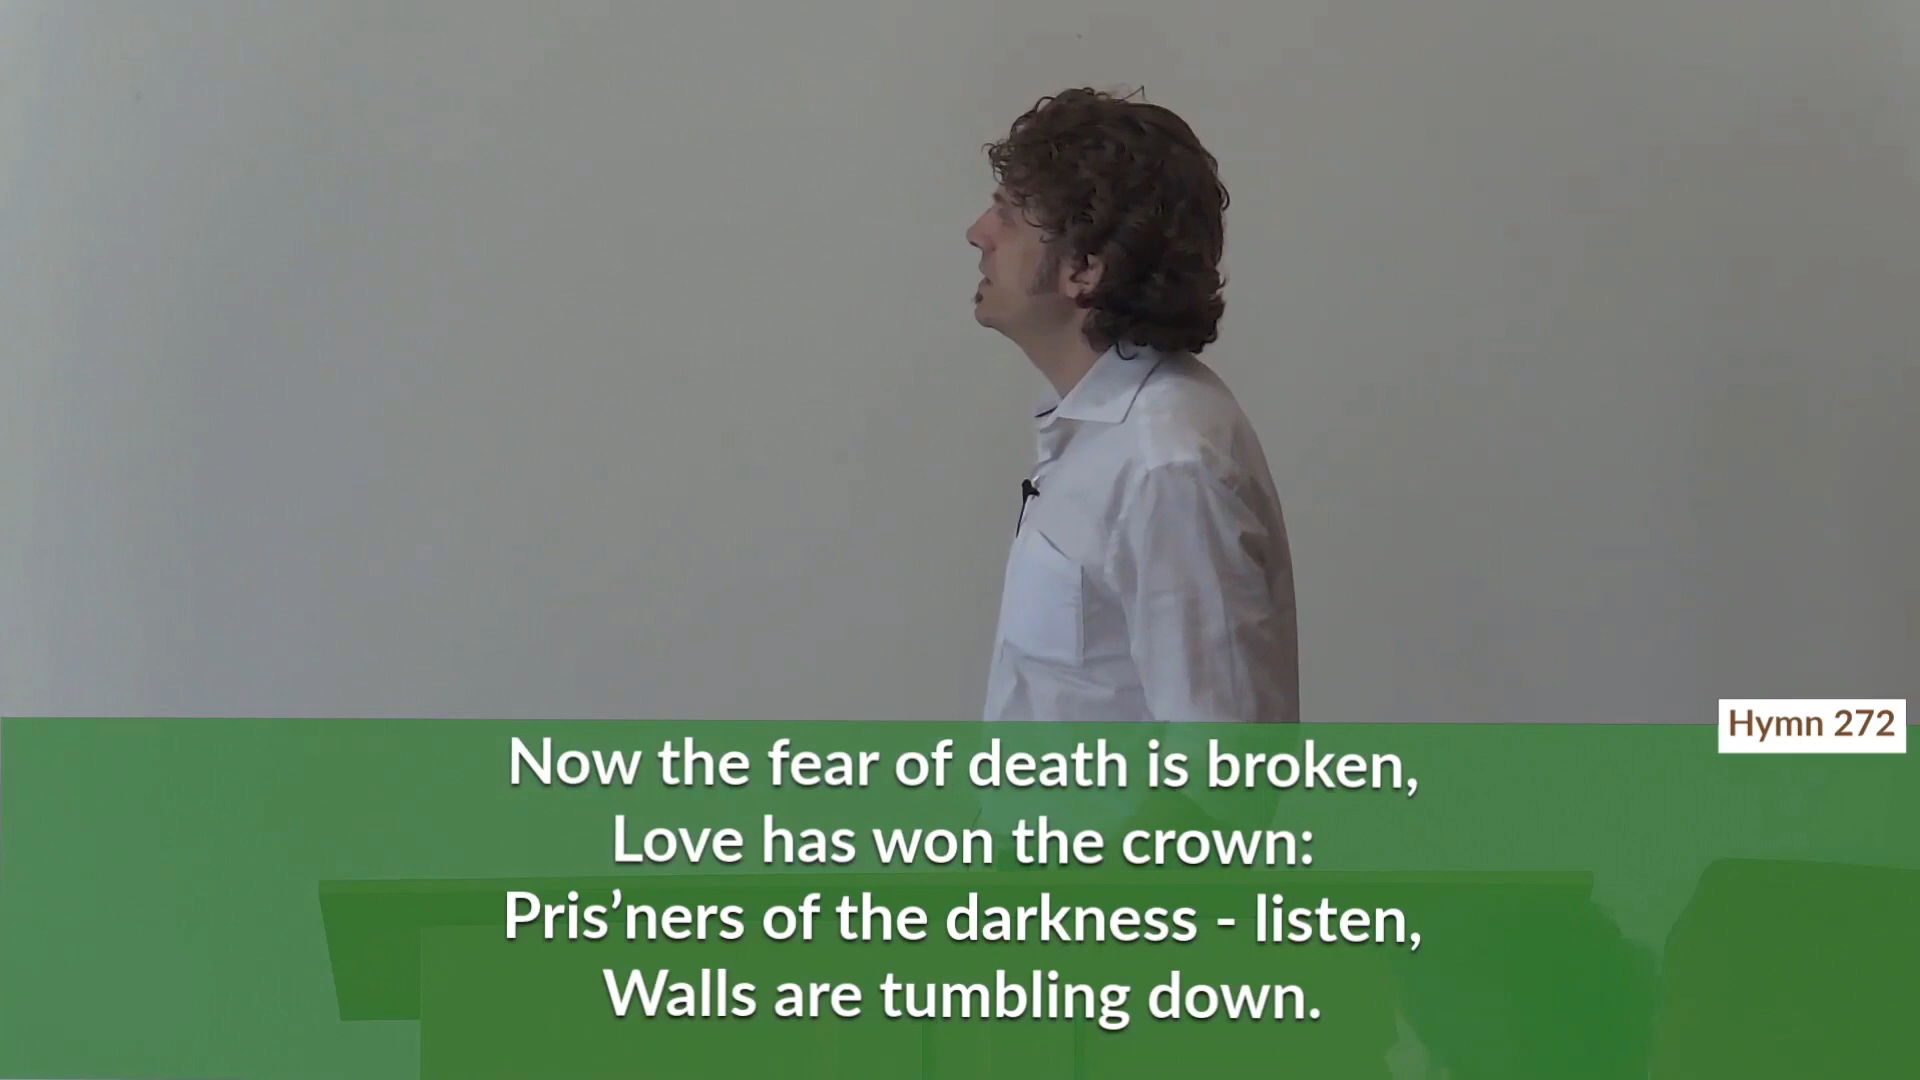 Hymn 272
Now the fear of death is broken,
Love has won the crown:
Pris’ners of the darkness - listen,
Walls are tumbling down.